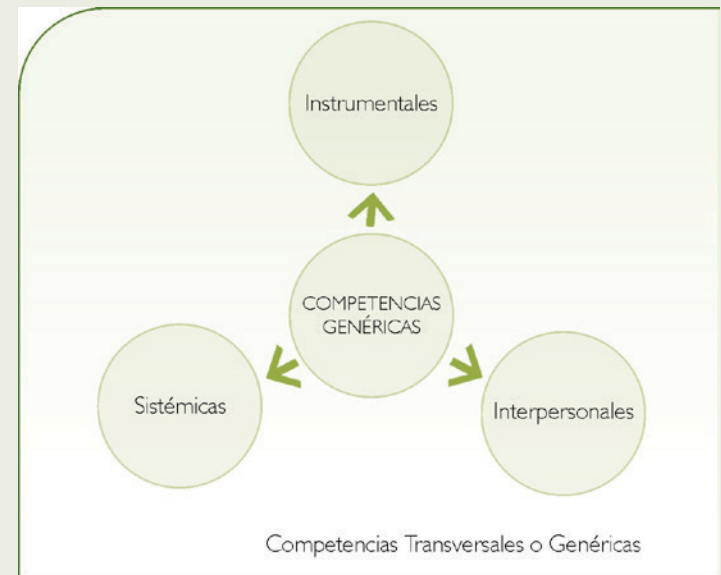 Instrumentales
COMPETENCIAS
GENÉRICAS
Sistémicas
Interpersonales
Competencias Transversales o Genéricas